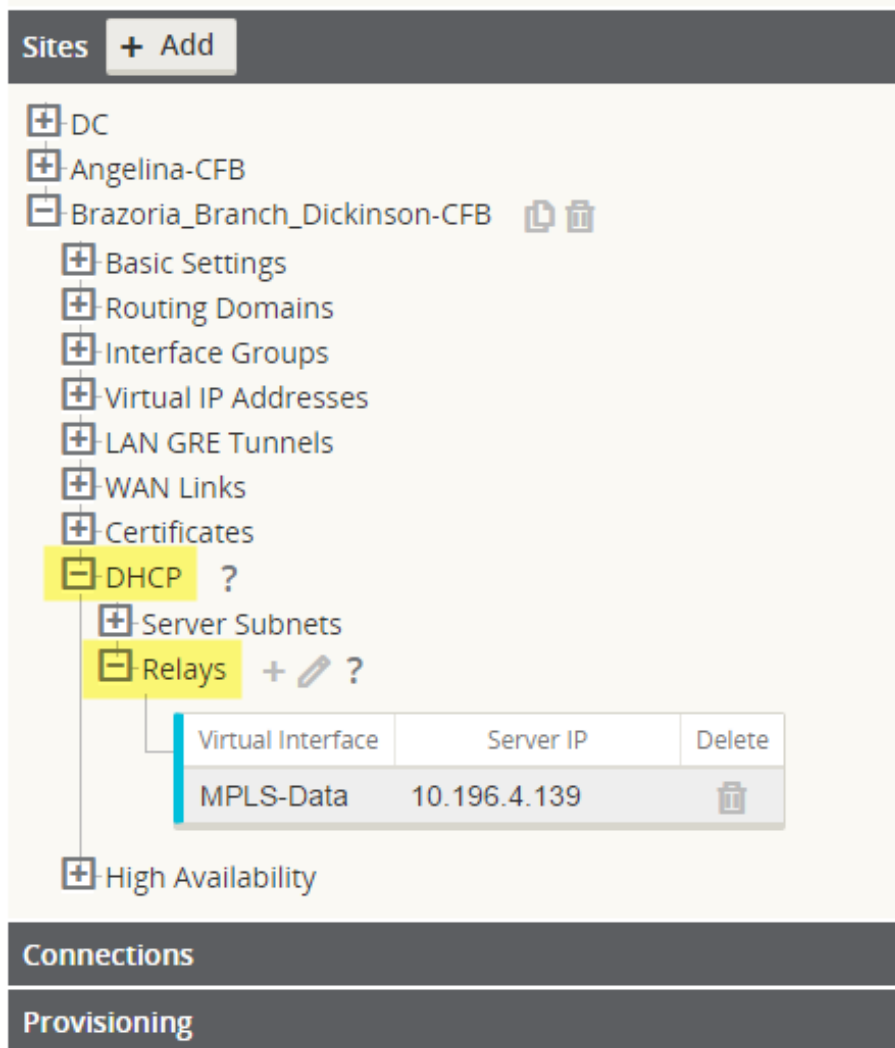 Sites + Add
DC
Angelina-CFB
Brazoria_Branch_Dickinson-CFB
Basic Settings
Routing Domains
Interface Groups
Virtual IP Addresses
LAN GRE Tunnels
WAN Links
Certificates
DHCP ?
Server Subnets
Relays + ?
Virtual Interface Server IP Delete
MPLS-Data 10.196.4.139
High Availability
Connections
Provisioning